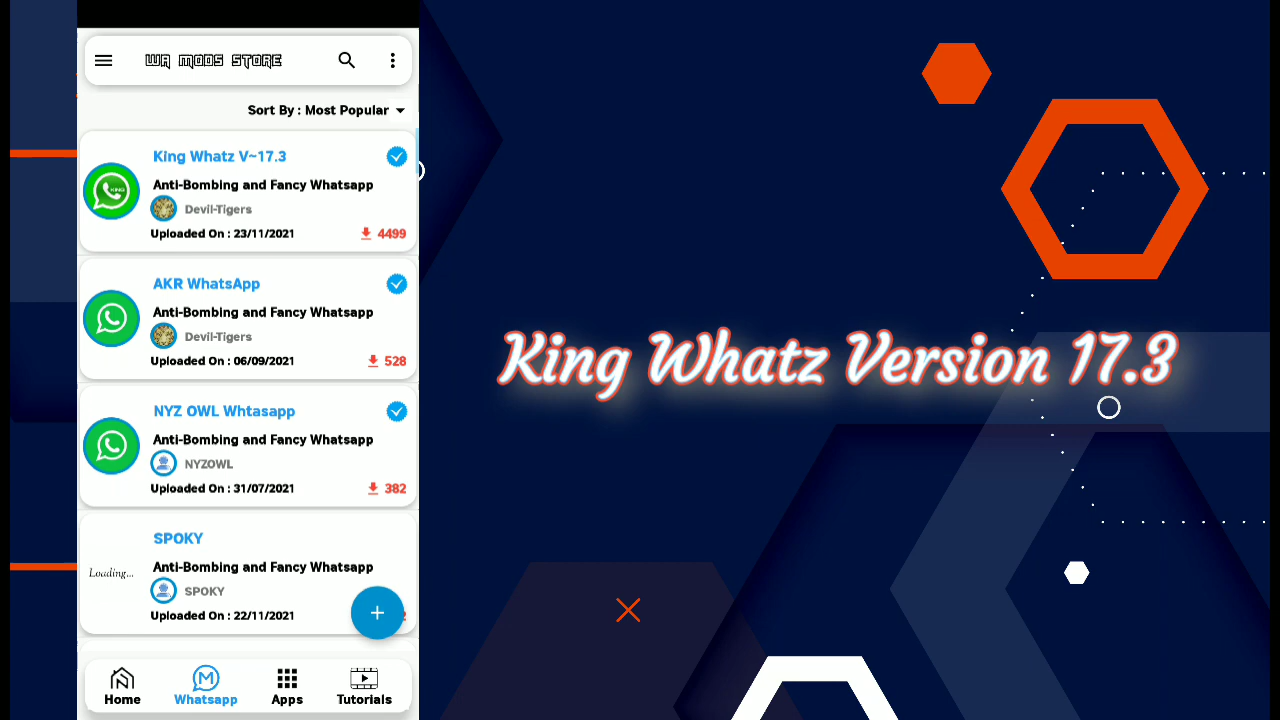 WA MODS STORE
Sort By : Most Popular
King Whatz V~17.3
Anti-Bombing and Fancy Whatsapp
KING
Devil-Tigers
Uploaded On : 23/11/2021
4499
AKR WhatsApp
Anti-Bombing and Fancy Whatsapp
Devil-Tigers
Uploaded On : 06/09/2021
528
NYZ OWL Whtasapp
Anti-Bombing and Fancy Whatsapp
NYZOWL
Uploaded On : 31/07/2021
382
SPOKY
Anti-Bombing and Fancy Whatsapp
Loading...
SPOKY
Uploaded On : 22/11/2021
Home
Whatsapp
Apps
Tutorials
King Whatz Version 17.3